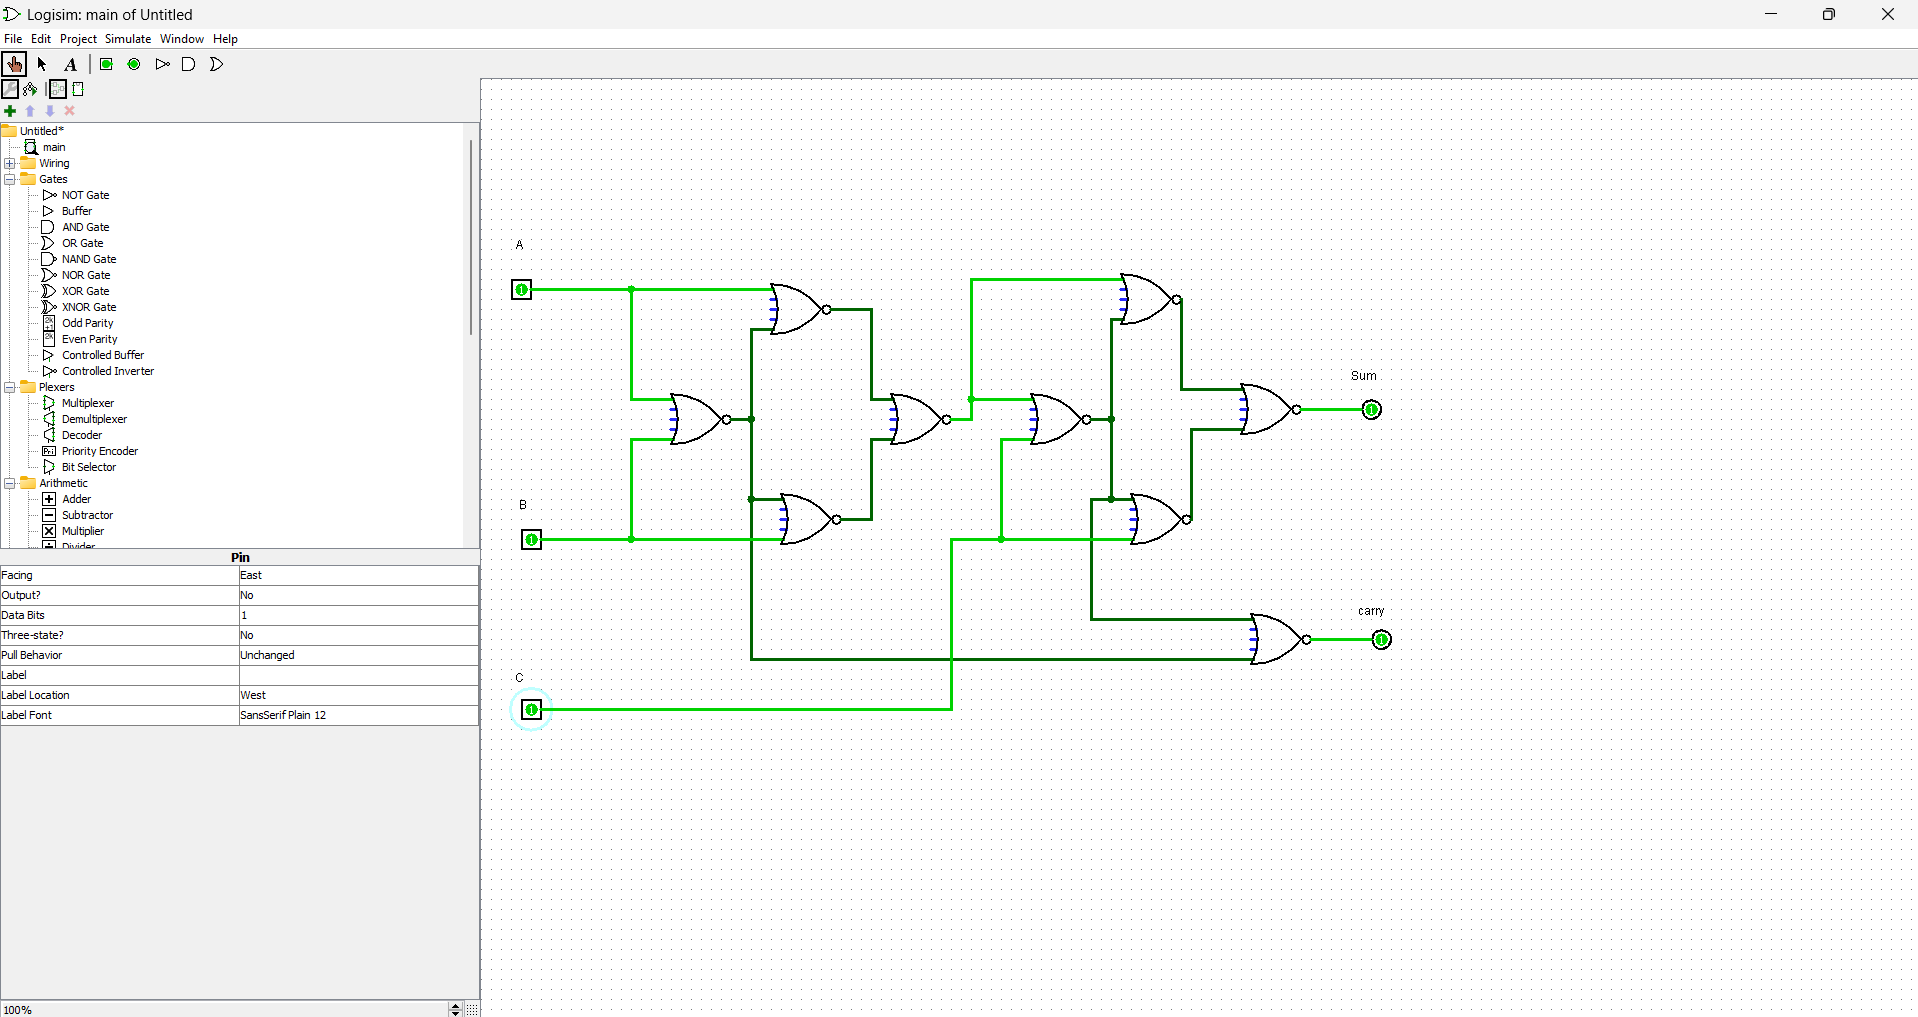 Logisim: main of Untitled
File Edit Project Simulate Window Help
A
Untitled*
main
Wiring
Gates
NOT Gate
Buffer
AND Gate
OR Gate
NAND Gate
NOR Gate
XOR Gate
XNOR Gate
Odd Parity
Even Parity
Controlled Buffer
Controlled Inverter
Plexers
Multiplexer
Demultiplexer
Decoder
Pri Priority Encoder
Bit Selector
Arithmetic
Adder
Subtractor
Multiplier
Divider
Pin
Facing East
Output? No
Data Bits 1
Three-state? No
Pull Behavior Unchanged
Label
Label Location West
Label Font SansSerif Plain 12
100%
A
1
B
1
C
1
Sum
1
carry
1